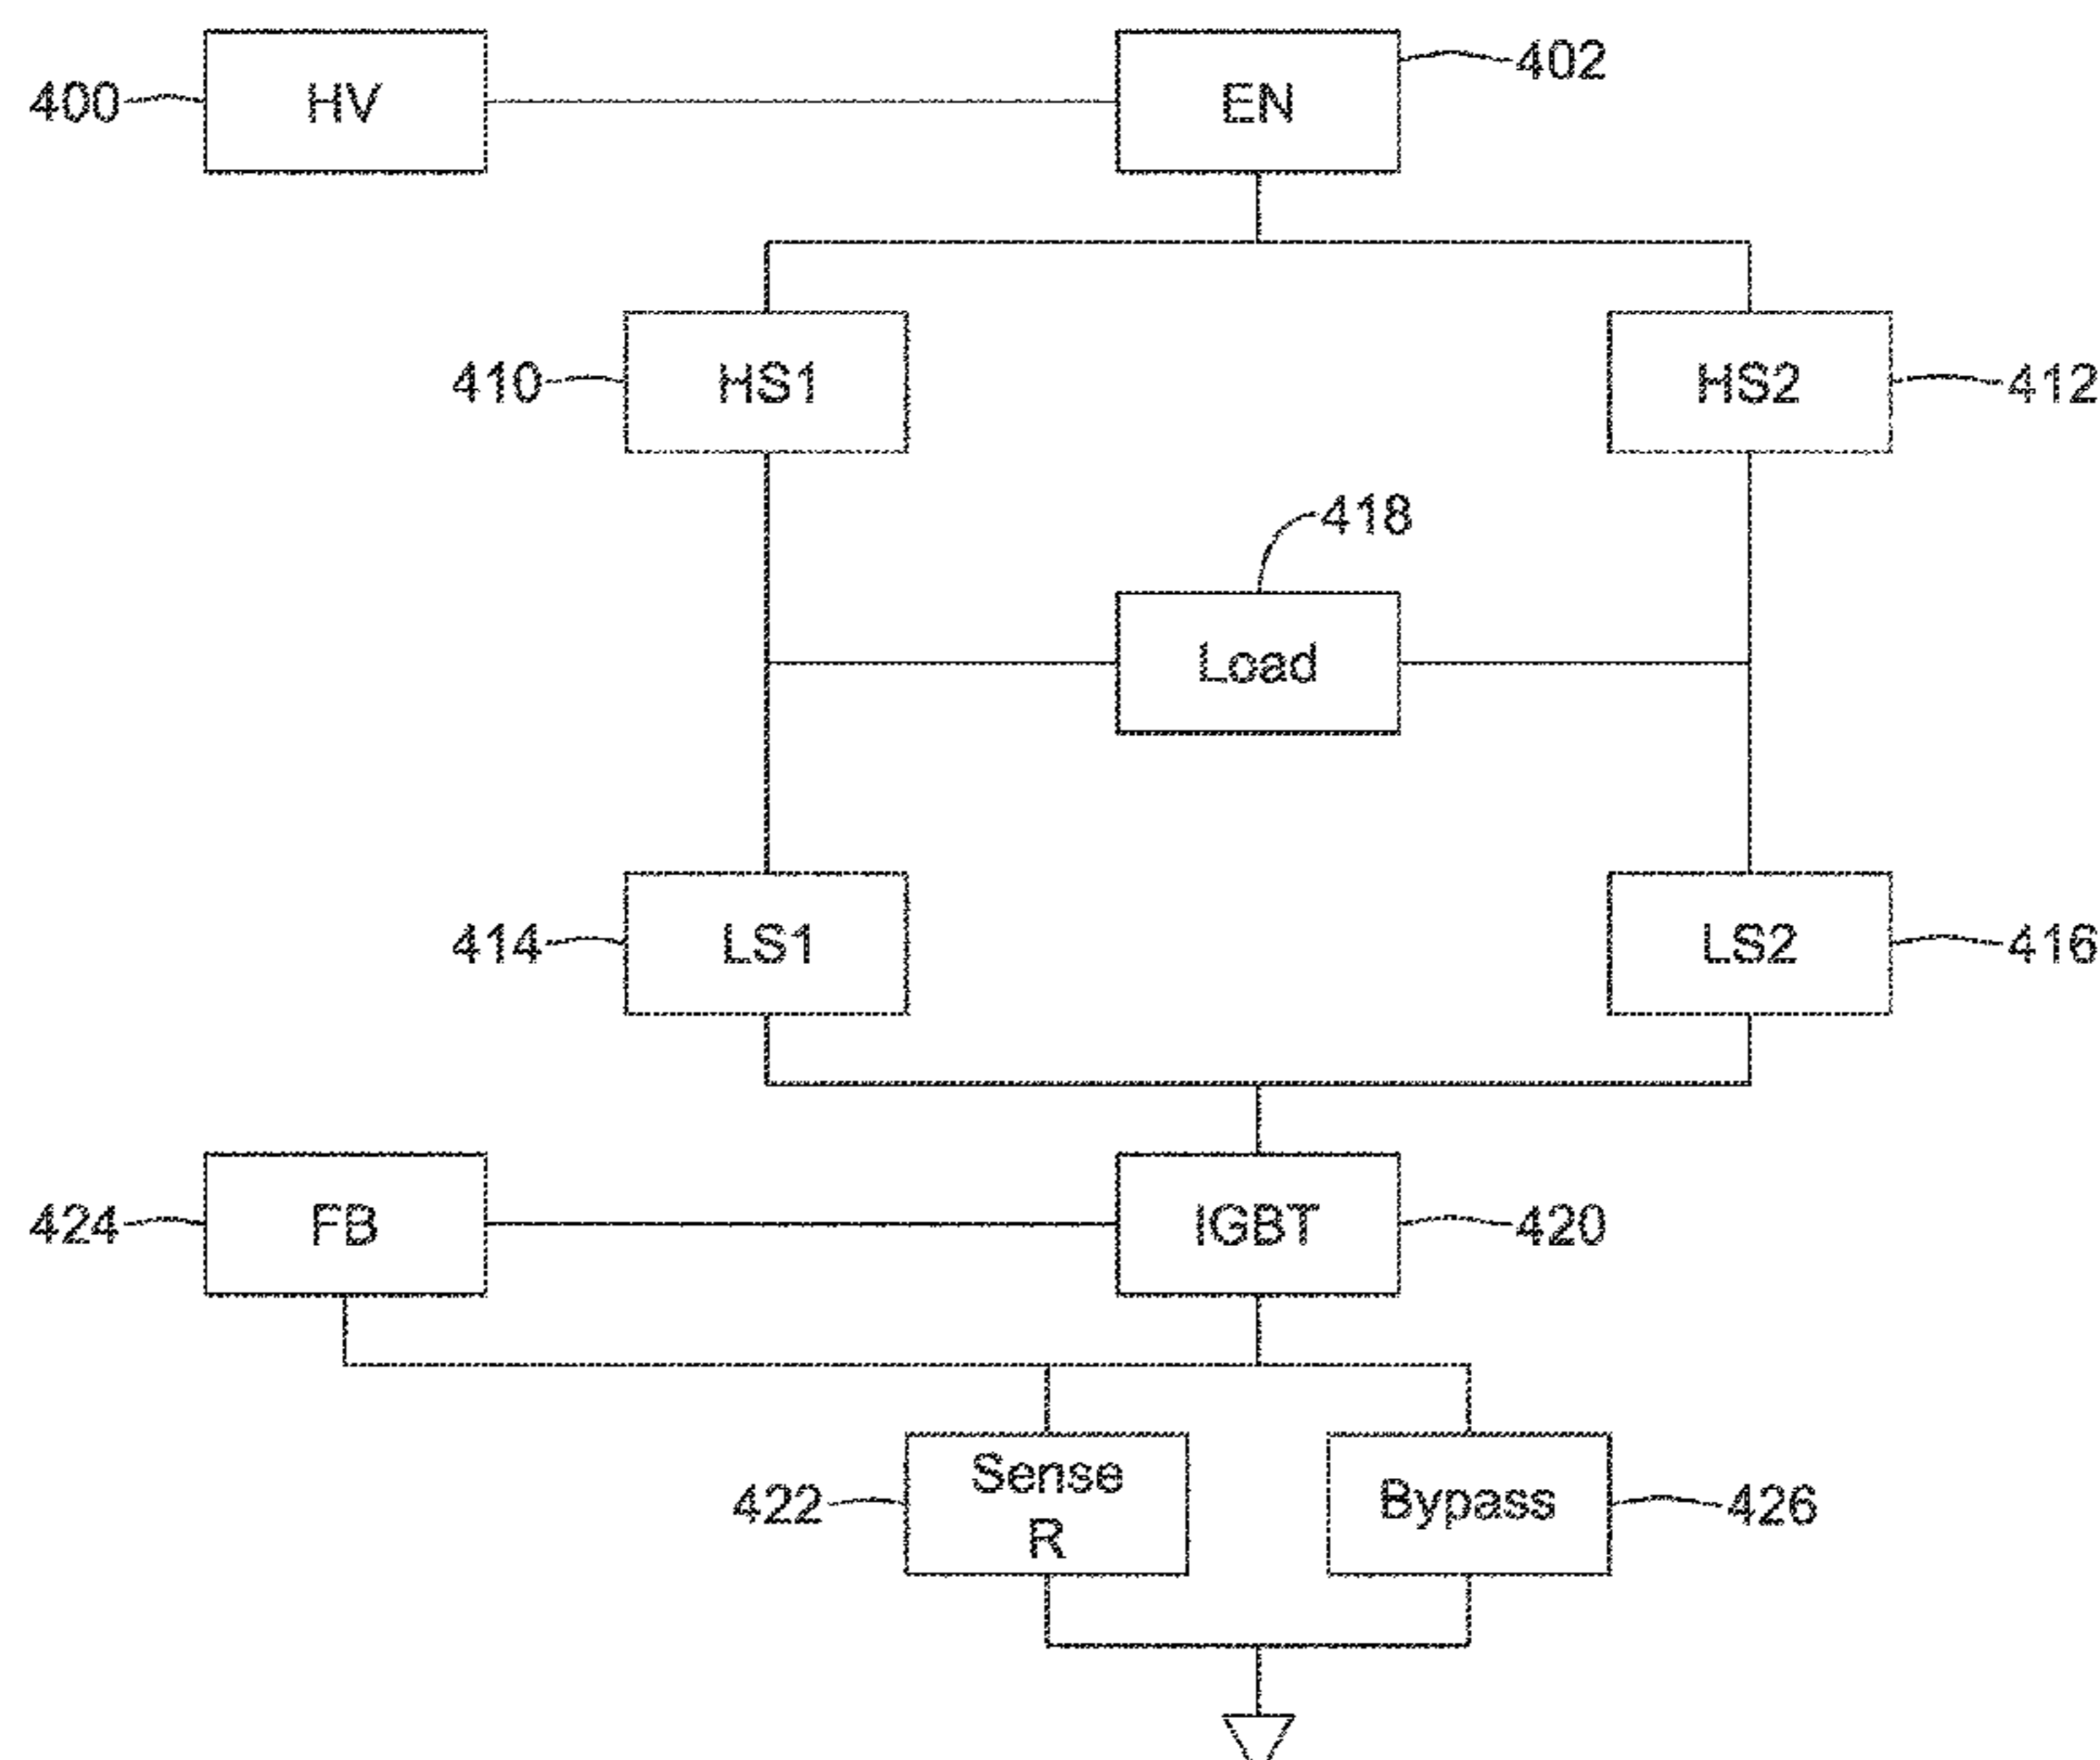 400 HV EN 402
410 HS1 HS2 412
418
Load
414 LS1 LS2 416
424 FB IGBT 420
Sense
422 Bypass 426
R